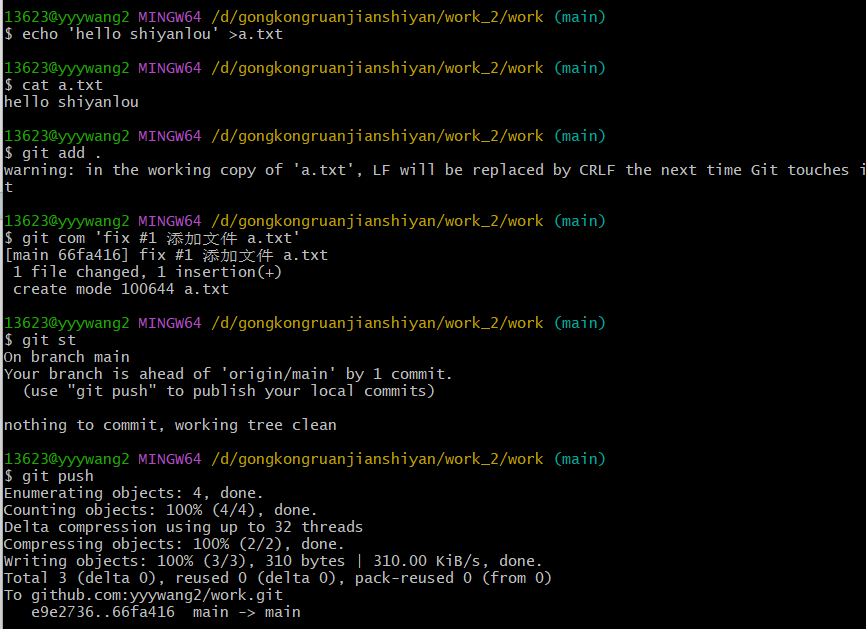 13623@yyywang2 MINGW64 /d/gongkongruanjianshiyan/work_2/work (main)
$ echo 'hello shiyanlou' >a.txt
13623@yyywang2 MINGW64 /d/gongkongruanjianshiyan/work_2/work (main)
$ cat a.txt
hello shiyanlou
13623@yyywang2 MINGW64 /d/gongkongruanjianshiyan/work_2/work (main)
$ git add .
warning: in the working copy of 'a.txt', LF will be replaced by CRLF the next time Git touches i
t
13623@yyywang2 MINGW64 /d/gongkongruanjianshiyan/work_2/work (main)
$ git com 'fix #1 添加文件 a.txt'
[main 66fa416] fix #1 添加文件 a.txt
 1 file changed, 1 insertion(+)
 create mode 100644 a.txt
13623@yyywang2 MINGW64 /d/gongkongruanjianshiyan/work_2/work (main)
$ git st
On branch main
Your branch is ahead of 'origin/main' by 1 commit.
  (use "git push" to publish your local commits)
nothing to commit, working tree clean
13623@yyywang2 MINGW64 /d/gongkongruanjianshiyan/work_2/work (main)
$ git push
Enumerating objects: 4, done.
Counting objects: 100% (4/4), done.
Delta compression using up to 32 threads
Compressing objects: 100% (2/2), done.
Writing objects: 100% (3/3), 310 bytes | 310.00 KiB/s, done.
Total 3 (delta 0), reused 0 (delta 0), pack-reused 0 (from 0)
To github.com:yyywang2/work.git
   e9e2736..66fa416  main -> main